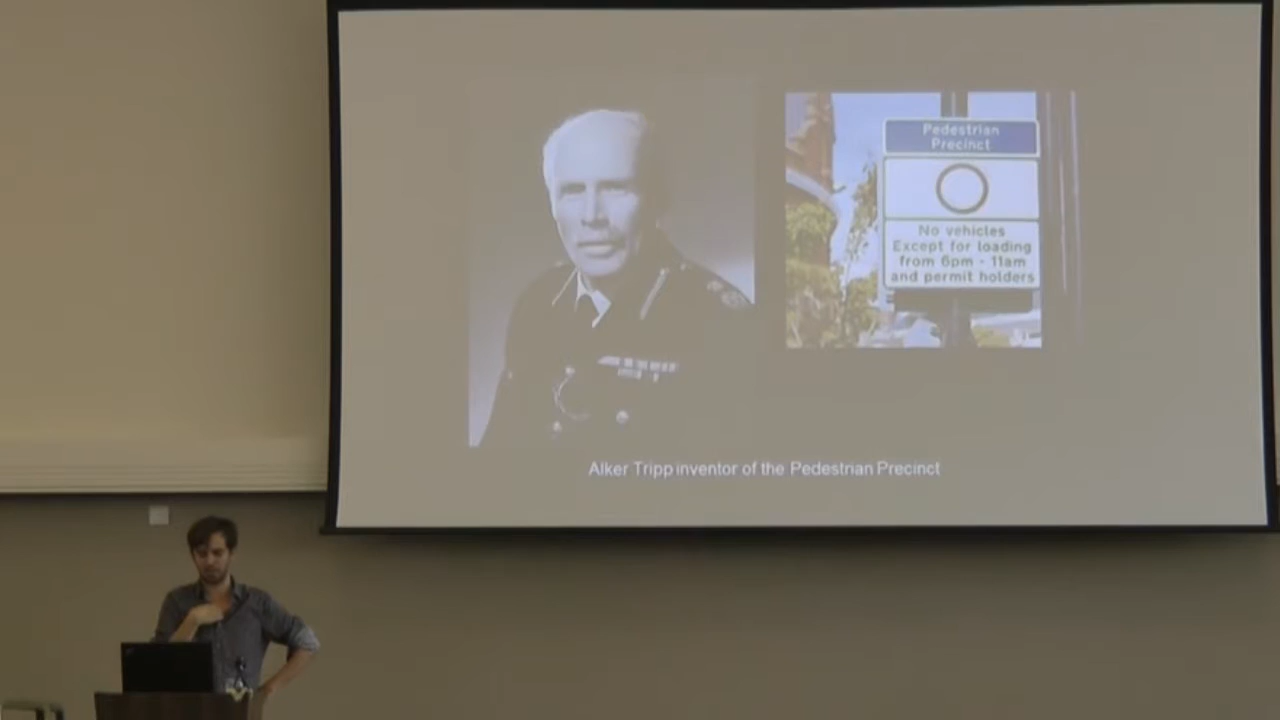 Pedestrian
Precinct
No vehicles
Except for loading
from 6pm - 11am
and permit holders
Alker Tripp inventor of the Pedestrian Precinct